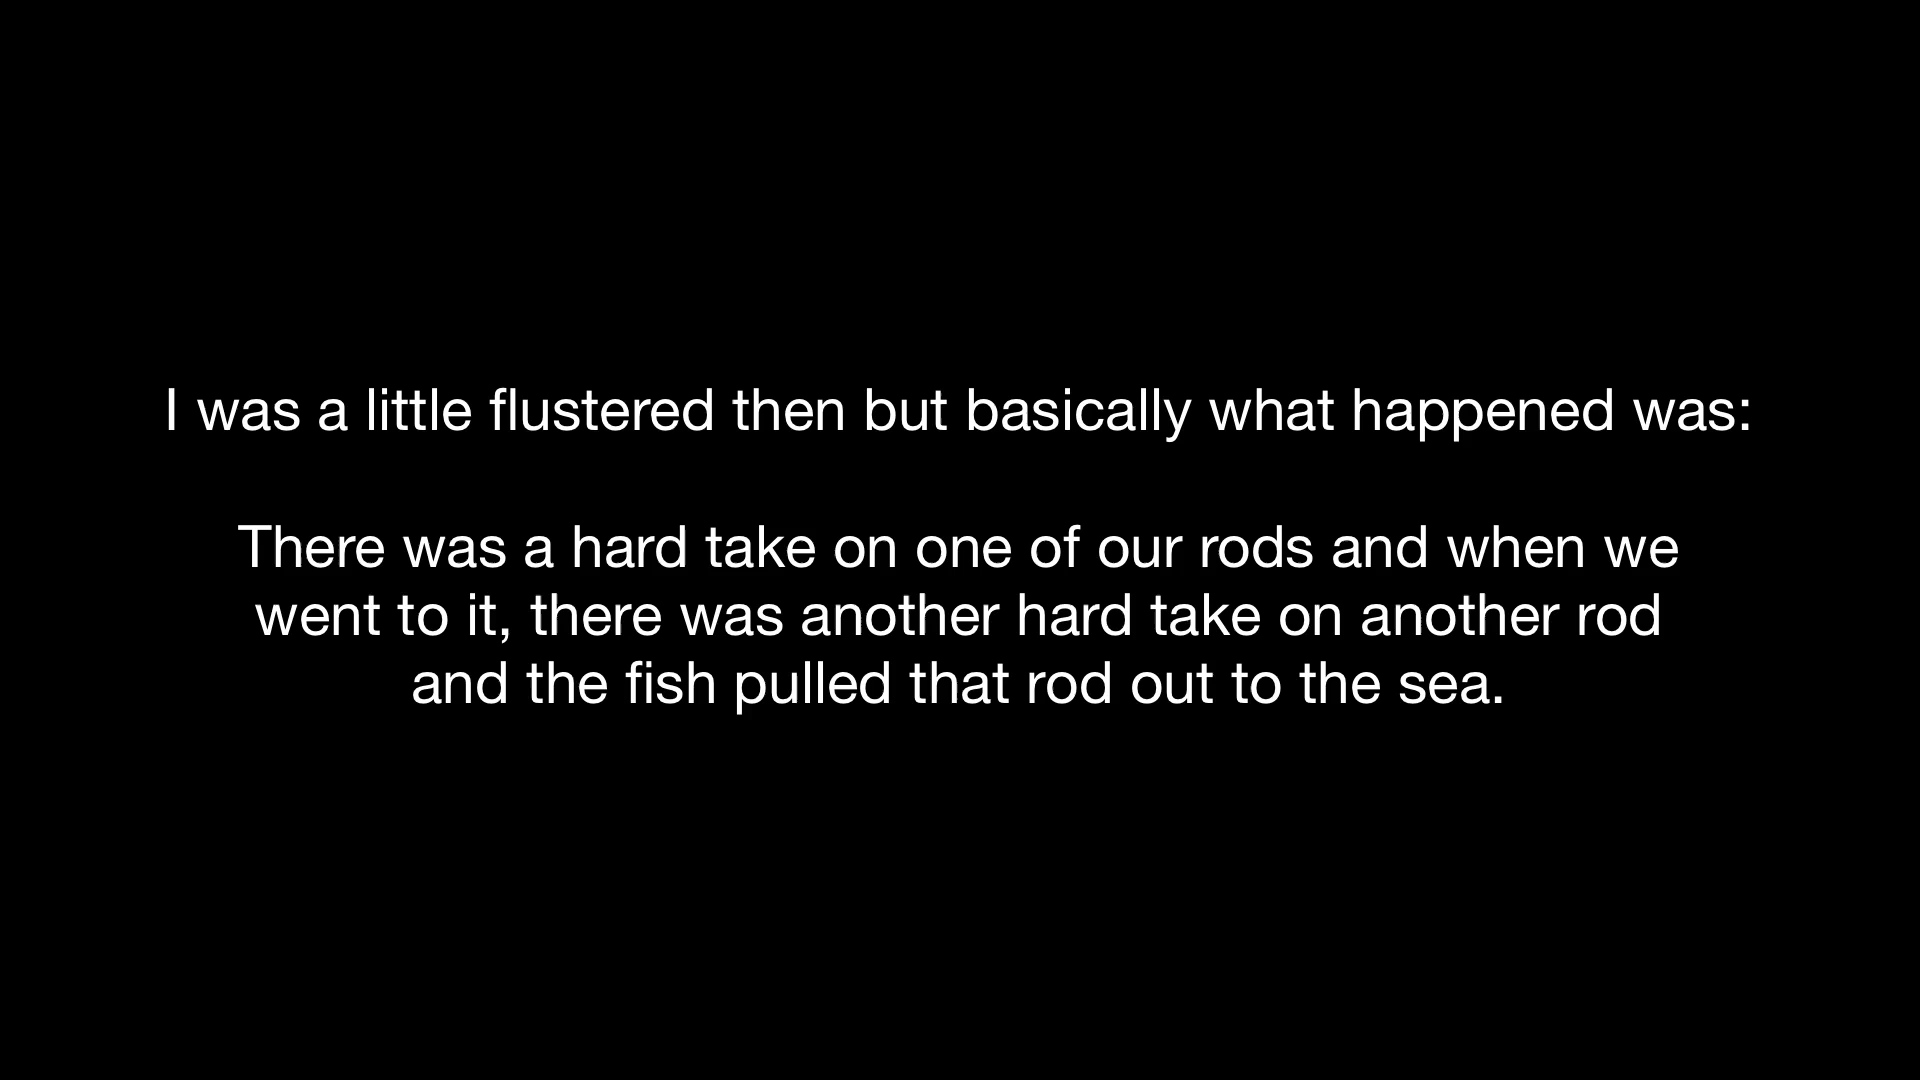 I was a little flustered then but basically what happened was:
There was a hard take on one of our rods and when we
went to it, there was another hard take on another rod
and the fish pulled that rod out to the sea.